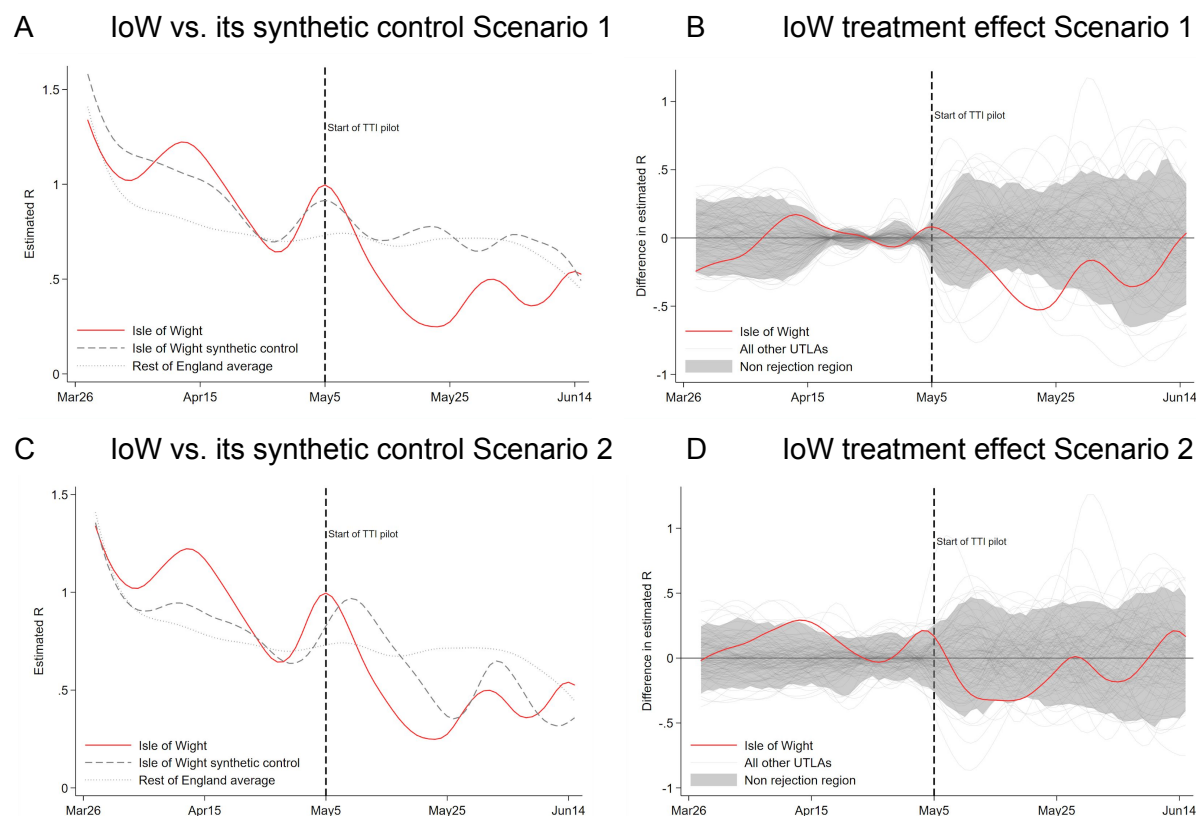 A IoW vs. its synthetic control Scenario 1
1.5
1
.5
0
Estimated R
Start of TTI pilot
Isle of Wight
Isle of Wight synthetic control
Rest of England average
Mar26 Apr15 May5 May25 Jun14
B IoW treatment effect Scenario 1
1
.5
0
-.5
-1
Difference in estimated R
Start of TTI pilot
Isle of Wight
All other UTLAs
Non rejection region
Mar26 Apr15 May5 May25 Jun14
C IoW vs. its synthetic control Scenario 2
1.5
1
.5
0
Estimated R
Start of TTI pilot
Isle of Wight
Isle of Wight synthetic control
Rest of England average
Mar26 Apr15 May5 May25 Jun14
D IoW treatment effect Scenario 2
1
.5
0
-.5
-1
Difference in estimated R
Start of TTI pilot
Isle of Wight
All other UTLAs
Non rejection region
Mar26 Apr15 May5 May25 Jun14